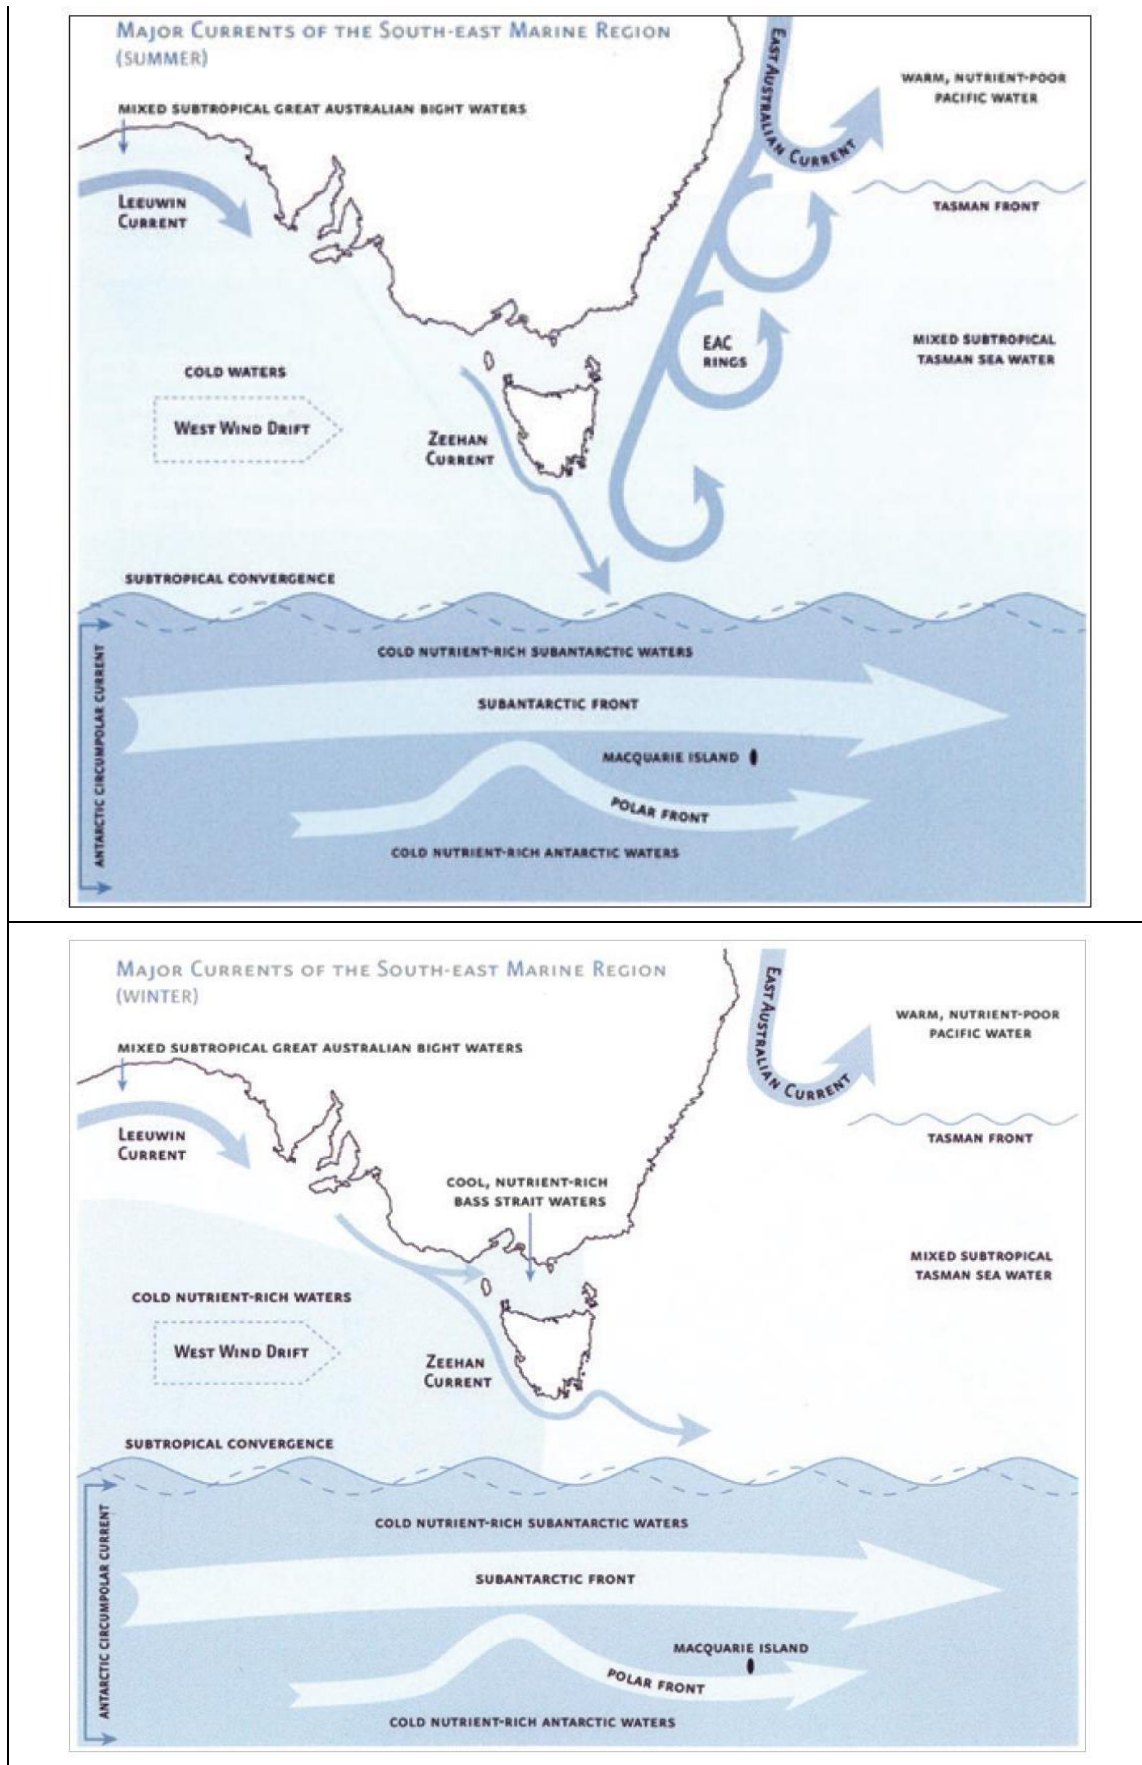 MAJOR CURRENTS OF THE SOUTH-EAST MARINE REGION
(SUMMER)
MIXED SUBTROPICAL GREAT AUSTRALIAN BIGHT WATERS
LEEUWIN
CURRENT
EAST AUSTRALIAN CURRENT
WARM, NUTRIENT-POOR
PACIFIC WATER
TASMAN FRONT
EAC
RINGS
MIXED SUBTROPICAL
TASMAN SEA WATER
COLD WATERS
WEST WIND DRIFT
ZEEHAN
CURRENT
SUBTROPICAL CONVERGENCE
ANTARCTIC CIRCUMPOLAR CURRENT
COLD NUTRIENT-RICH SUBANTARCTIC WATERS
SUBANTARCTIC FRONT
MACQUARIE ISLAND
POLAR FRONT
COLD NUTRIENT-RICH ANTARCTIC WATERS
MAJOR CURRENTS OF THE SOUTH-EAST MARINE REGION
(WINTER)
MIXED SUBTROPICAL GREAT AUSTRALIAN BIGHT WATERS
LEEUWIN
CURRENT
EAST AUSTRALIAN CURRENT
WARM, NUTRIENT-POOR
PACIFIC WATER
TASMAN FRONT
COOL, NUTRIENT-RICH
BASS STRAIT WATERS
MIXED SUBTROPICAL
TASMAN SEA WATER
COLD NUTRIENT-RICH WATERS
WEST WIND DRIFT
ZEEHAN
CURRENT
SUBTROPICAL CONVERGENCE
ANTARCTIC CIRCUMPOLAR CURRENT
COLD NUTRIENT-RICH SUBANTARCTIC WATERS
SUBANTARCTIC FRONT
MACQUARIE ISLAND
POLAR FRONT
COLD NUTRIENT-RICH ANTARCTIC WATERS